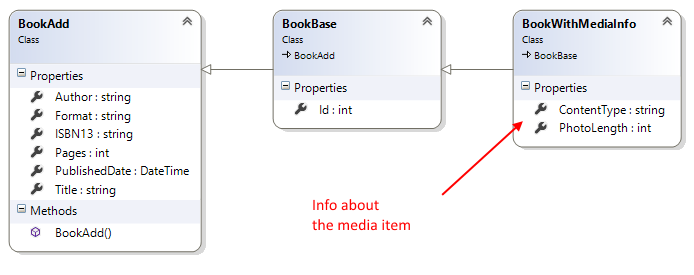 BookAdd
Class
Properties
Author : string
Format : string
ISBN13 : string
Pages : int
PublishedDate : DateTime
Title : string
Methods
BookAdd()
BookBase
Class
BookAdd
Properties
Id : int
BookWithMediaInfo
Class
BookBase
Properties
ContentType : string
PhotoLength : int
Info about
the media item